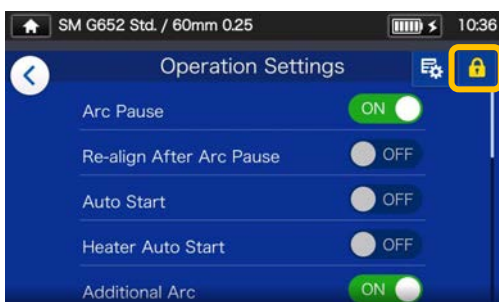 SM G652 Std. / 60mm 0.25 10:36
Operation Settings
Arc Pause ON
Re-align After Arc Pause OFF
Auto Start OFF
Heater Auto Start OFF
Additional Arc ON